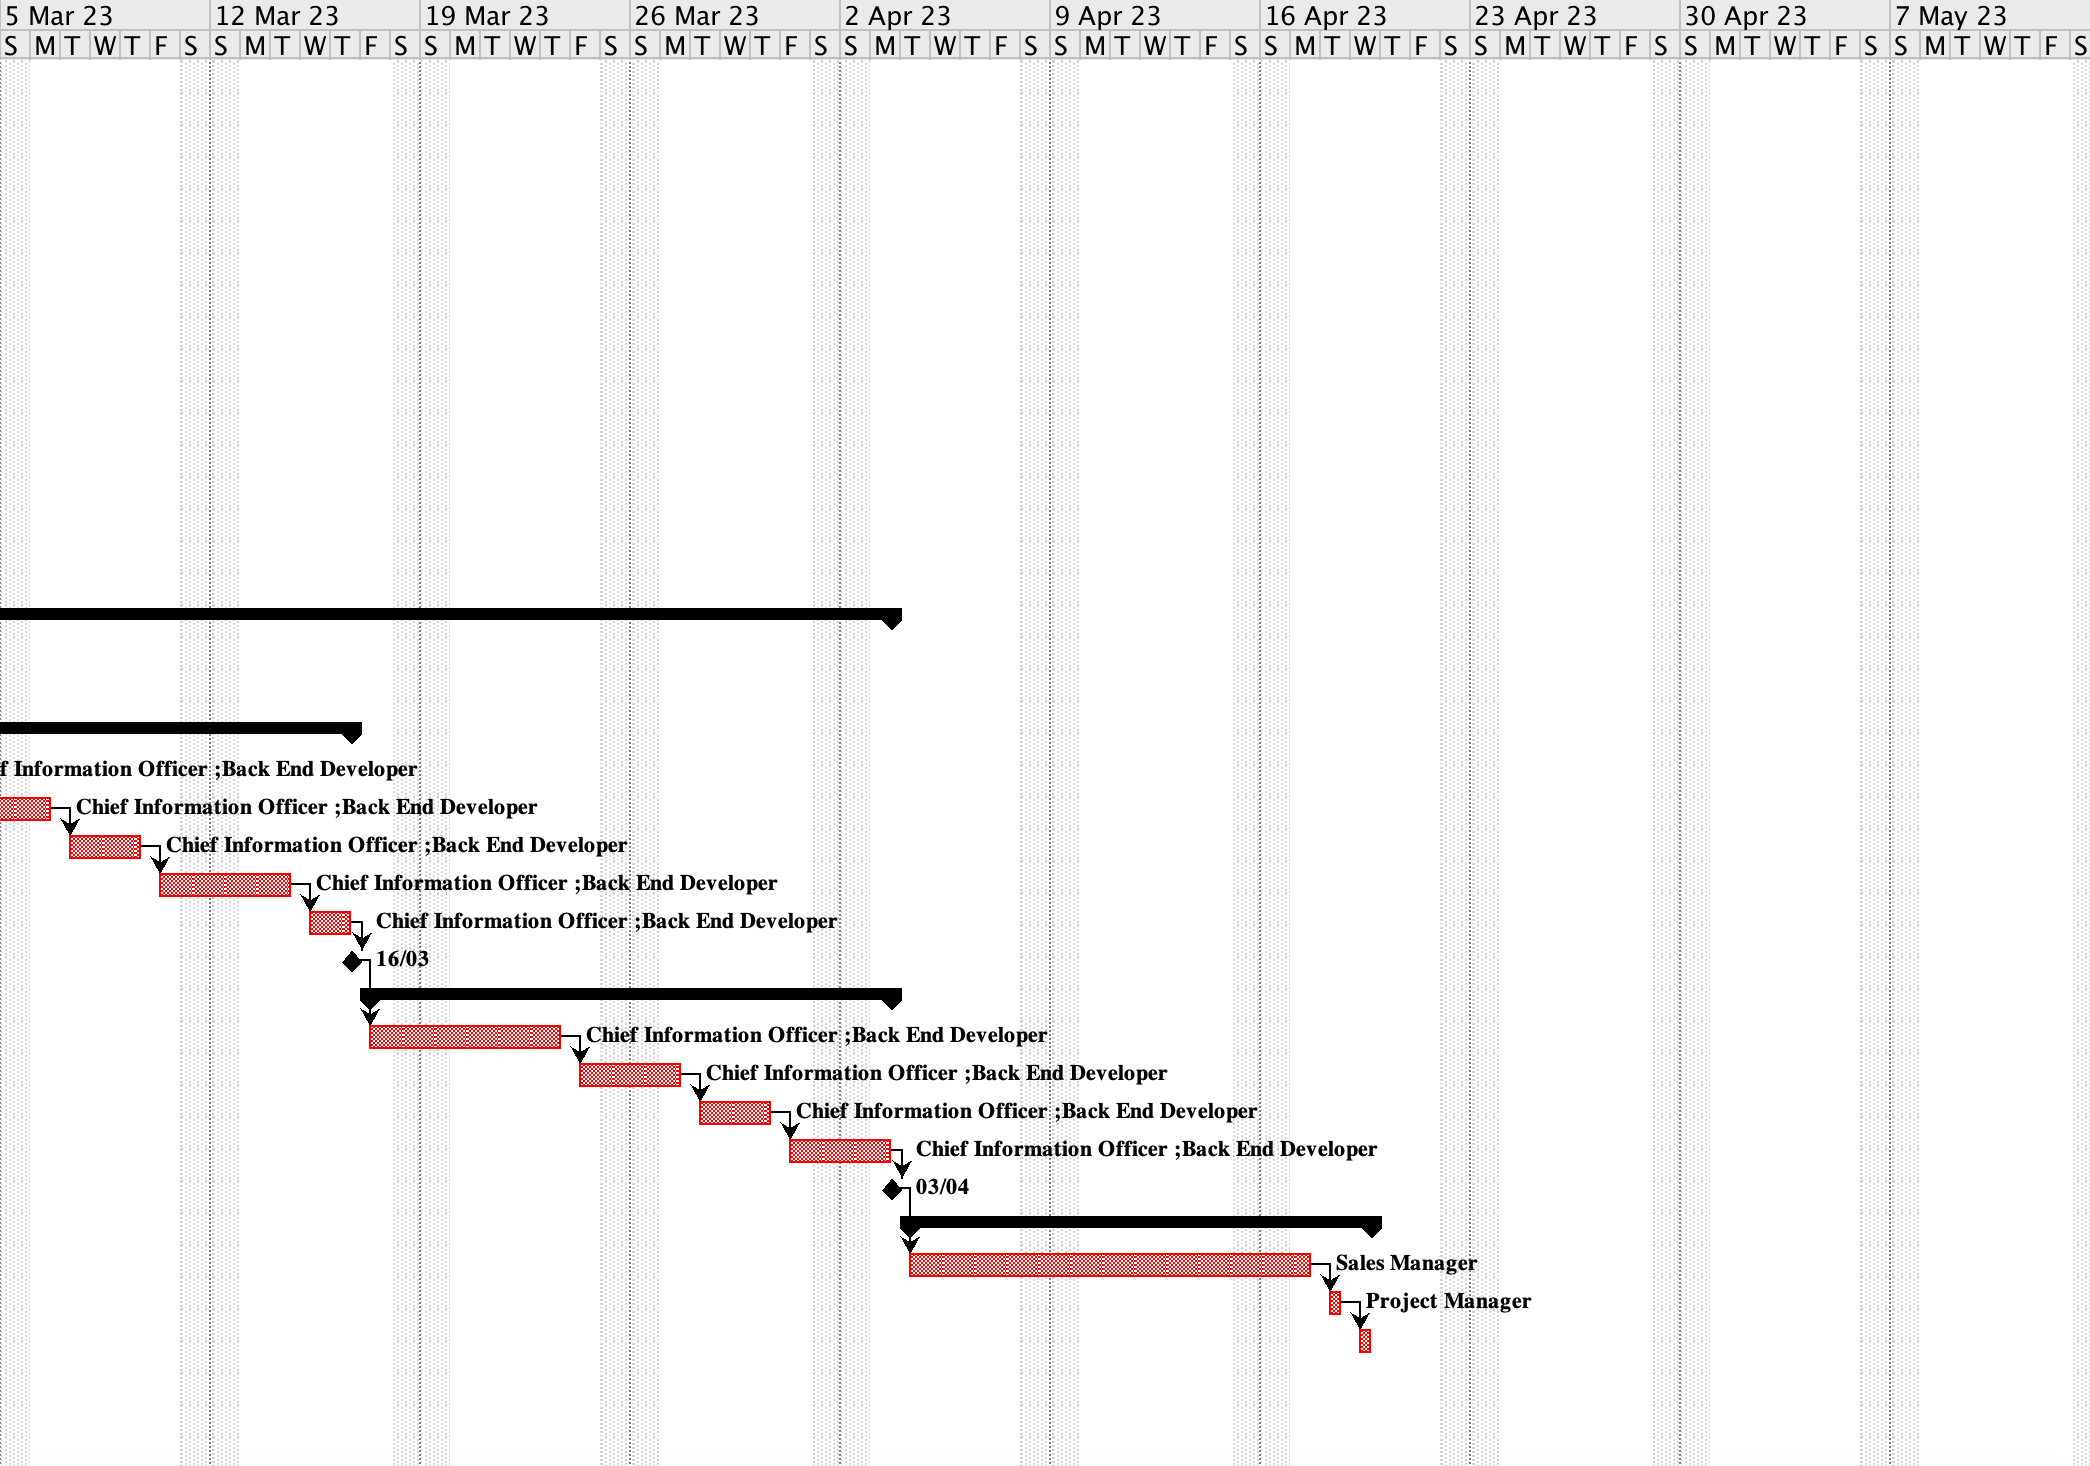 5 Mar 23 12 Mar 23 19 Mar 23 26 Mar 23 2 Apr 23 9 Apr 23 16 Apr 23 23 Apr 23 30 Apr 23 7 May 23
S M T W T F S S M T W T F S S M T W T F S S M T W T F S S M T W T F S S M T W T F S S M T W T F S S M T W T F S S M T W T F S S M T W T F S
f Information Officer ;Back End Developer
Chief Information Officer ;Back End Developer
Chief Information Officer ;Back End Developer
Chief Information Officer ;Back End Developer
Chief Information Officer ;Back End Developer
16/03
Chief Information Officer ;Back End Developer
Chief Information Officer ;Back End Developer
Chief Information Officer ;Back End Developer
Chief Information Officer ;Back End Developer
03/04
Sales Manager
Project Manager